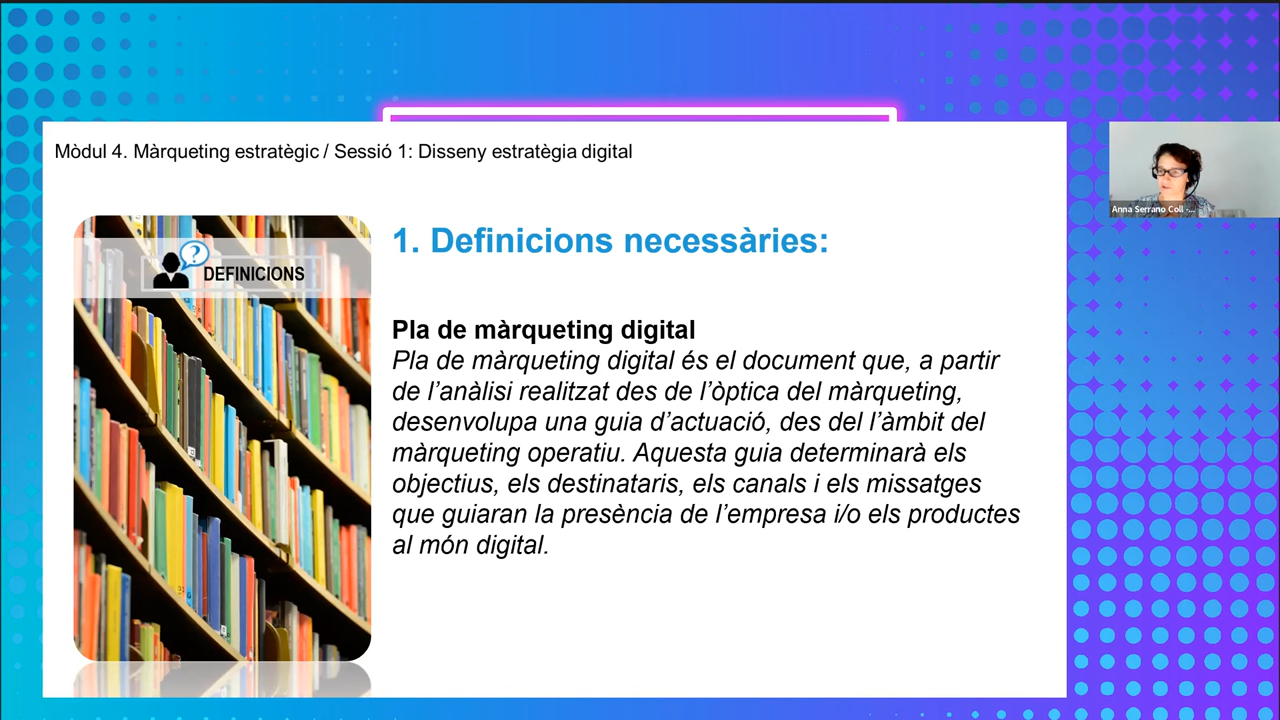 Mòdul 4. Màrqueting estratègic / Sessió 1: Disseny estratègia digital
Anna Serrano Coll -...
? DEFINICIONS
1. Definicions necessàries:
Pla de màrqueting digital
Pla de màrqueting digital és el document que, a partir
de l’anàlisi realitzat des de l’òptica del màrqueting,
desenvolupa una guia d’actuació, des del l’àmbit del
màrqueting operatiu. Aquesta guia determinarà els
objectius, els destinataris, els canals i els missatges
que guiaran la presència de l’empresa i/o els productes
al món digital.